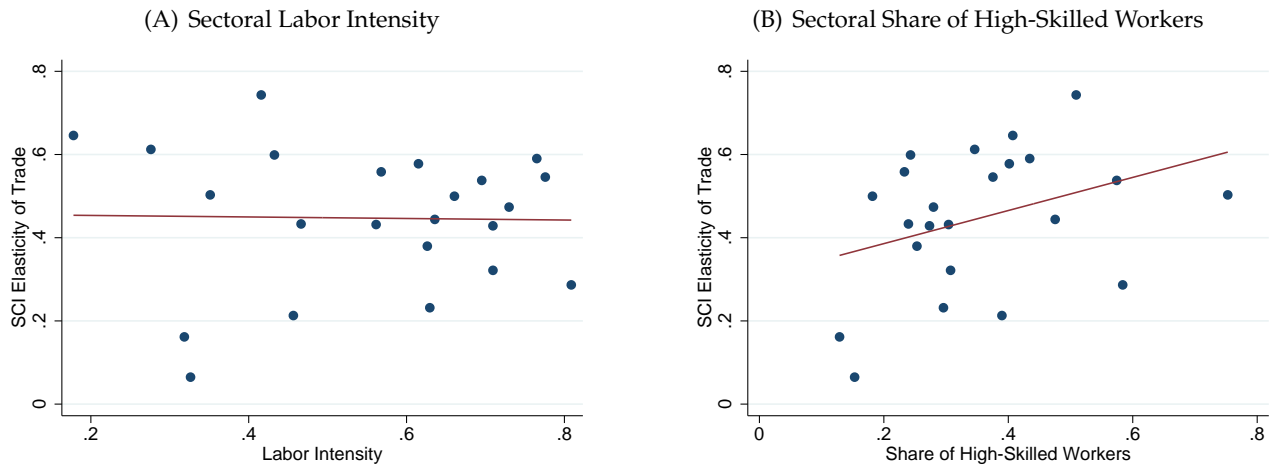 (A) Sectoral Labor Intensity
SCI Elasticity of Trade
.8
.6
.4
.2
0
.2 .4 .6 .8
Labor Intensity
(B) Sectoral Share of High-Skilled Workers
SCI Elasticity of Trade
.8
.6
.4
.2
0
0 .2 .4 .6 .8
Share of High-Skilled Workers